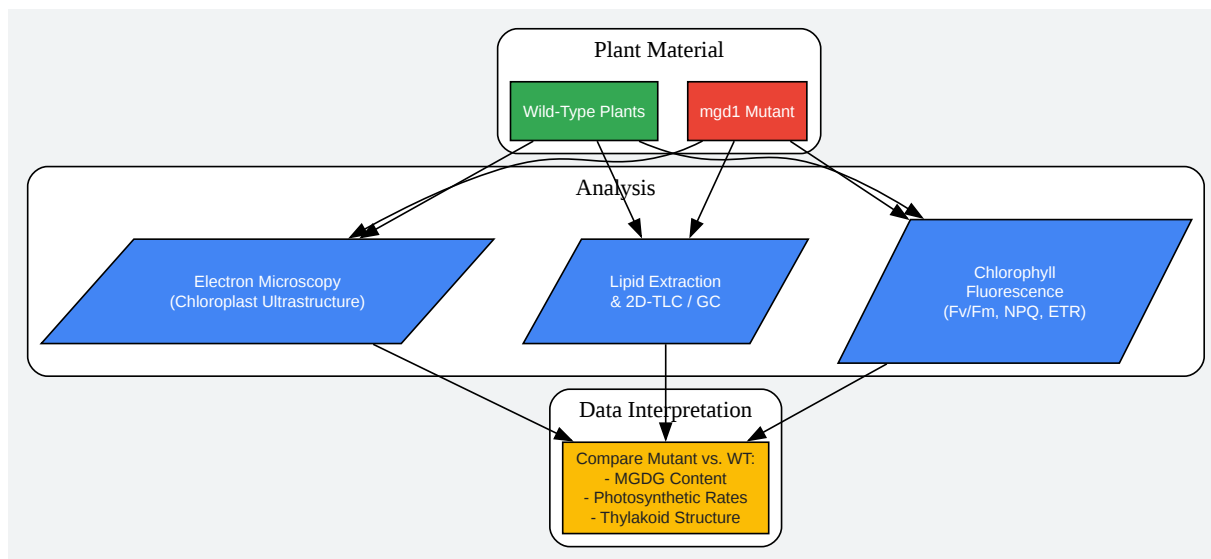 Plant Material
Wild-Type Plants
mgd1 Mutant
Analysis
Electron Microscopy
(Chloroplast Ultrastructure)
Lipid Extraction
& 2D-TLC / GC
Chlorophyll
Fluorescence
(Fv/Fm, NPQ, ETR)
Data Interpretation
Compare Mutant vs. WT:
- MGDG Content
- Photosynthetic Rates
- Thylakoid Structure